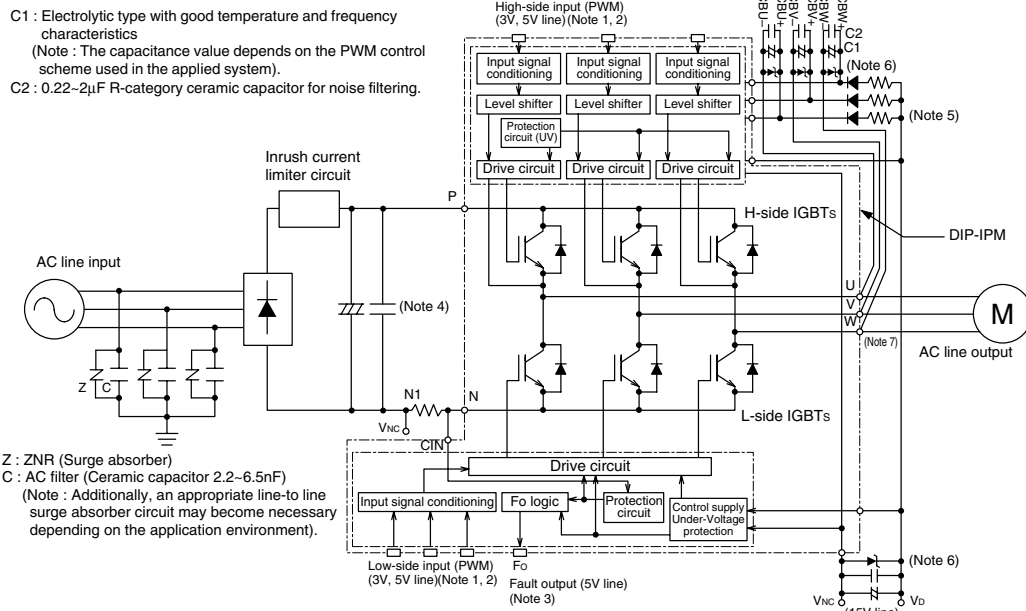 C1 : Electrolytic type with good temperature and frequency
characteristics
(Note : The capacitance value depends on the PWM control
scheme used in the applied system).
C2 : 0.22~2μF R-category ceramic capacitor for noise filtering.
High-side input (PWM)
(3V, 5V line)(Note 1, 2)
CBU–
CBU+
CBV–
CBV+
CBW–
CBW+
C2
C1
(Note 6)
(Note 5)
Input signal
conditioning
Input signal
conditioning
Input signal
conditioning
Level shifter
Level shifter
Level shifter
Protection
circuit (UV)
Drive circuit
Drive circuit
Drive circuit
Inrush current
limiter circuit
P
H-side IGBTs
DIP-IPM
AC line input
(Note 4)
U
V
W
(Note 7)
M
AC line output
Z
C
N1
N
VNC
CIN
L-side IGBTs
Z : ZNR (Surge absorber)
C : AC filter (Ceramic capacitor 2.2~6.5nF)
(Note : Additionally, an appropriate line-to line
surge absorber circuit may become necessary
depending on the application environment).
Drive circuit
Input signal conditioning
Fo logic
Protection
circuit
Control supply
Under-Voltage
protection
Low-side input (PWM)
(3V, 5V line)(Note 1, 2)
Fo
Fault output (5V line)
(Note 3)
(Note 6)
VNC
(15V line)
VD